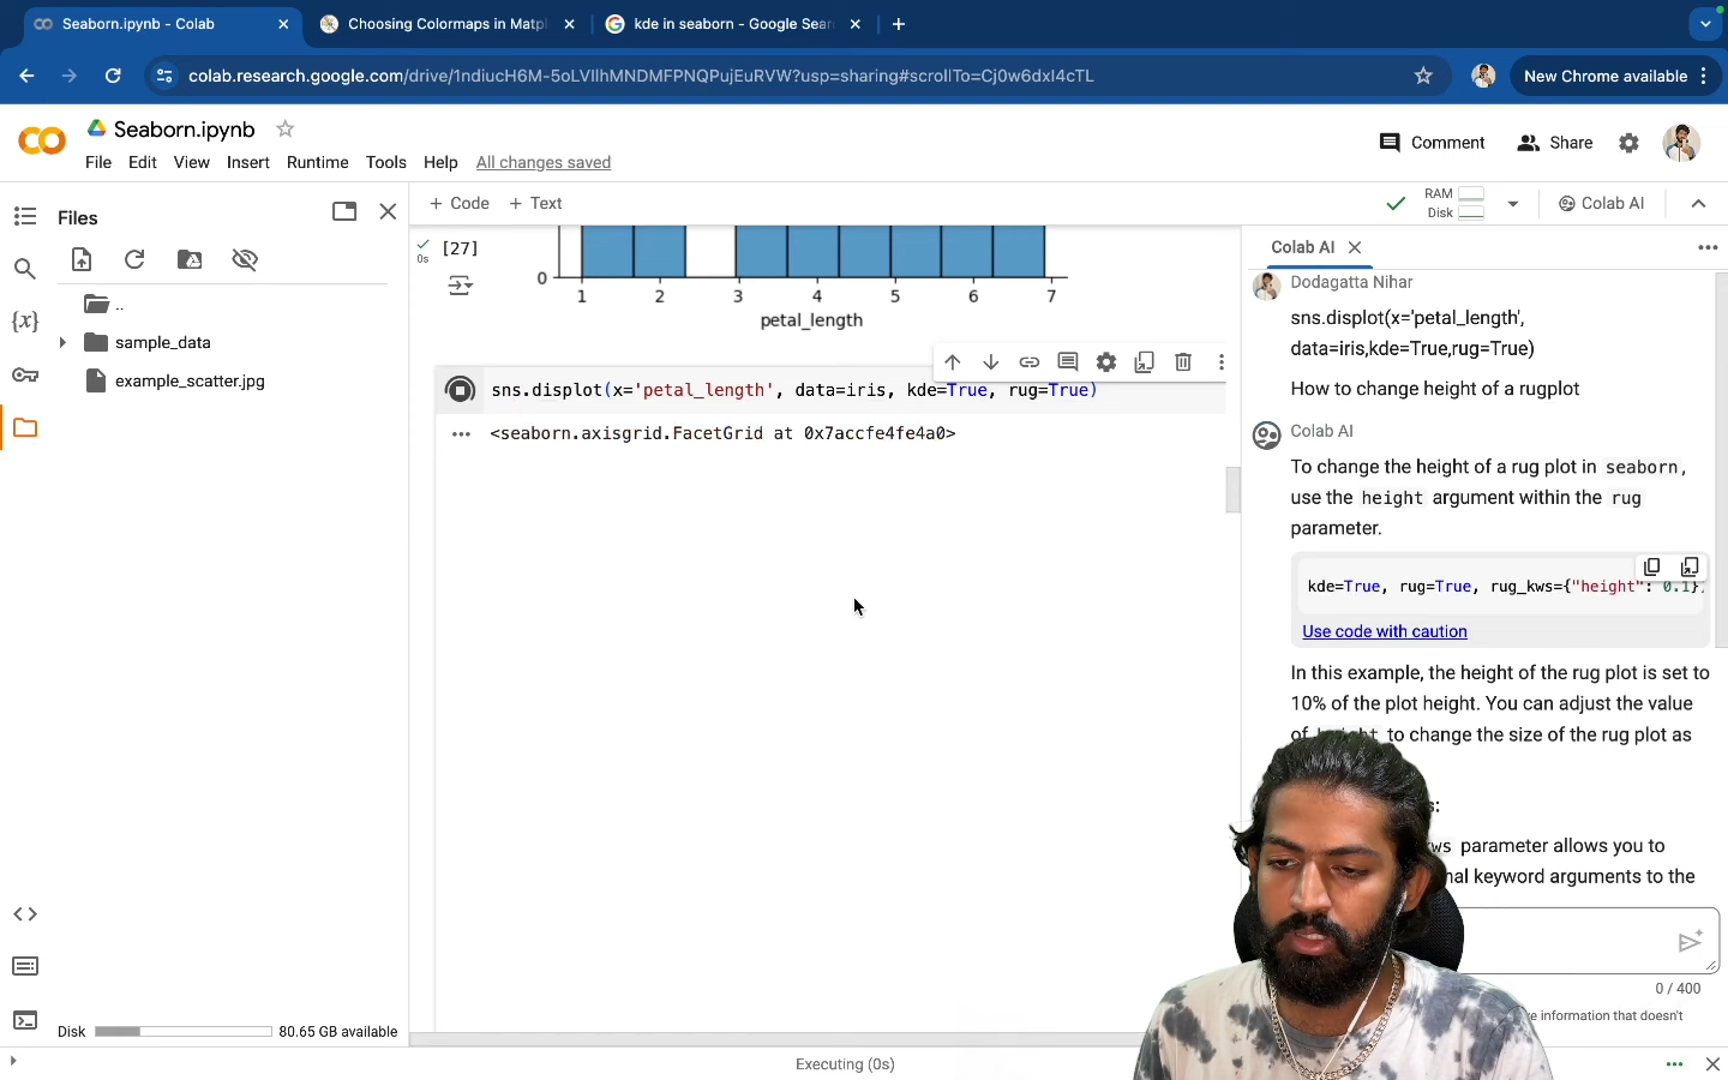 Seaborn.ipynb - Colab
Choosing Colormaps in Matpl
kde in seaborn - Google Sear
colab.research.google.com/drive/1ndiucH6M-5oLVIlhMNDMFPNQPujEuRVW?usp=sharing#scrollTo=Cj0w6dxI4cTL
New Chrome available
Seaborn.ipynb
Comment
Share
File Edit View Insert Runtime Tools Help All changes saved
Files
+ Code + Text
RAM
Disk
Colab AI
..
sample_data
example_scatter.jpg
[27]
0s
0
1 2 3 4 5 6 7
petal_length
sns.displot(x='petal_length', data=iris, kde=True, rug=True)
<seaborn.axisgrid.FacetGrid at 0x7accfe4fe4a0>
Colab AI
Dodagatta Nihar
sns.displot(x='petal_length',
data=iris,kde=True,rug=True)
How to change height of a rugplot
Colab AI
To change the height of a rug plot in seaborn,
use the height argument within the rug
parameter.
kde=True, rug=True, rug_kws={"height": 0.1}
Use code with caution
In this example, the height of the rug plot is set to
10% of the plot height. You can adjust the value
of to change the size of the rug plot as
parameter allows you to
keyword arguments to the
0 / 400
information that doesn't
Disk
80.65 GB available
Executing (0s)